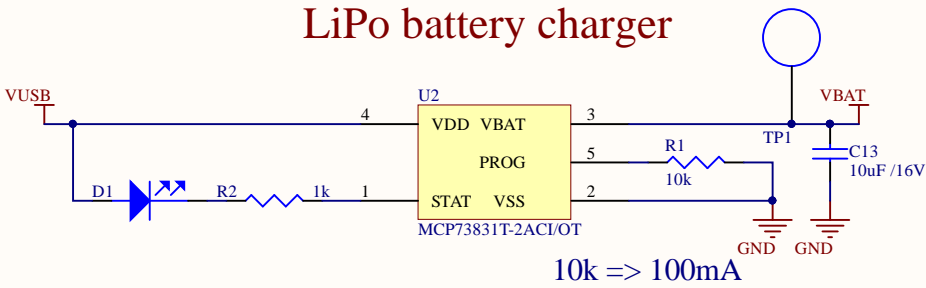 LiPo battery charger
VUSB
U2
VBAT
4
VDD VBAT
3
TP1
C13
10uF /16V
PROG
5
R1
10k
D1
R2
1k
1
STAT VSS
2
MCP73831T-2ACI/OT
GND
GND
10k => 100mA